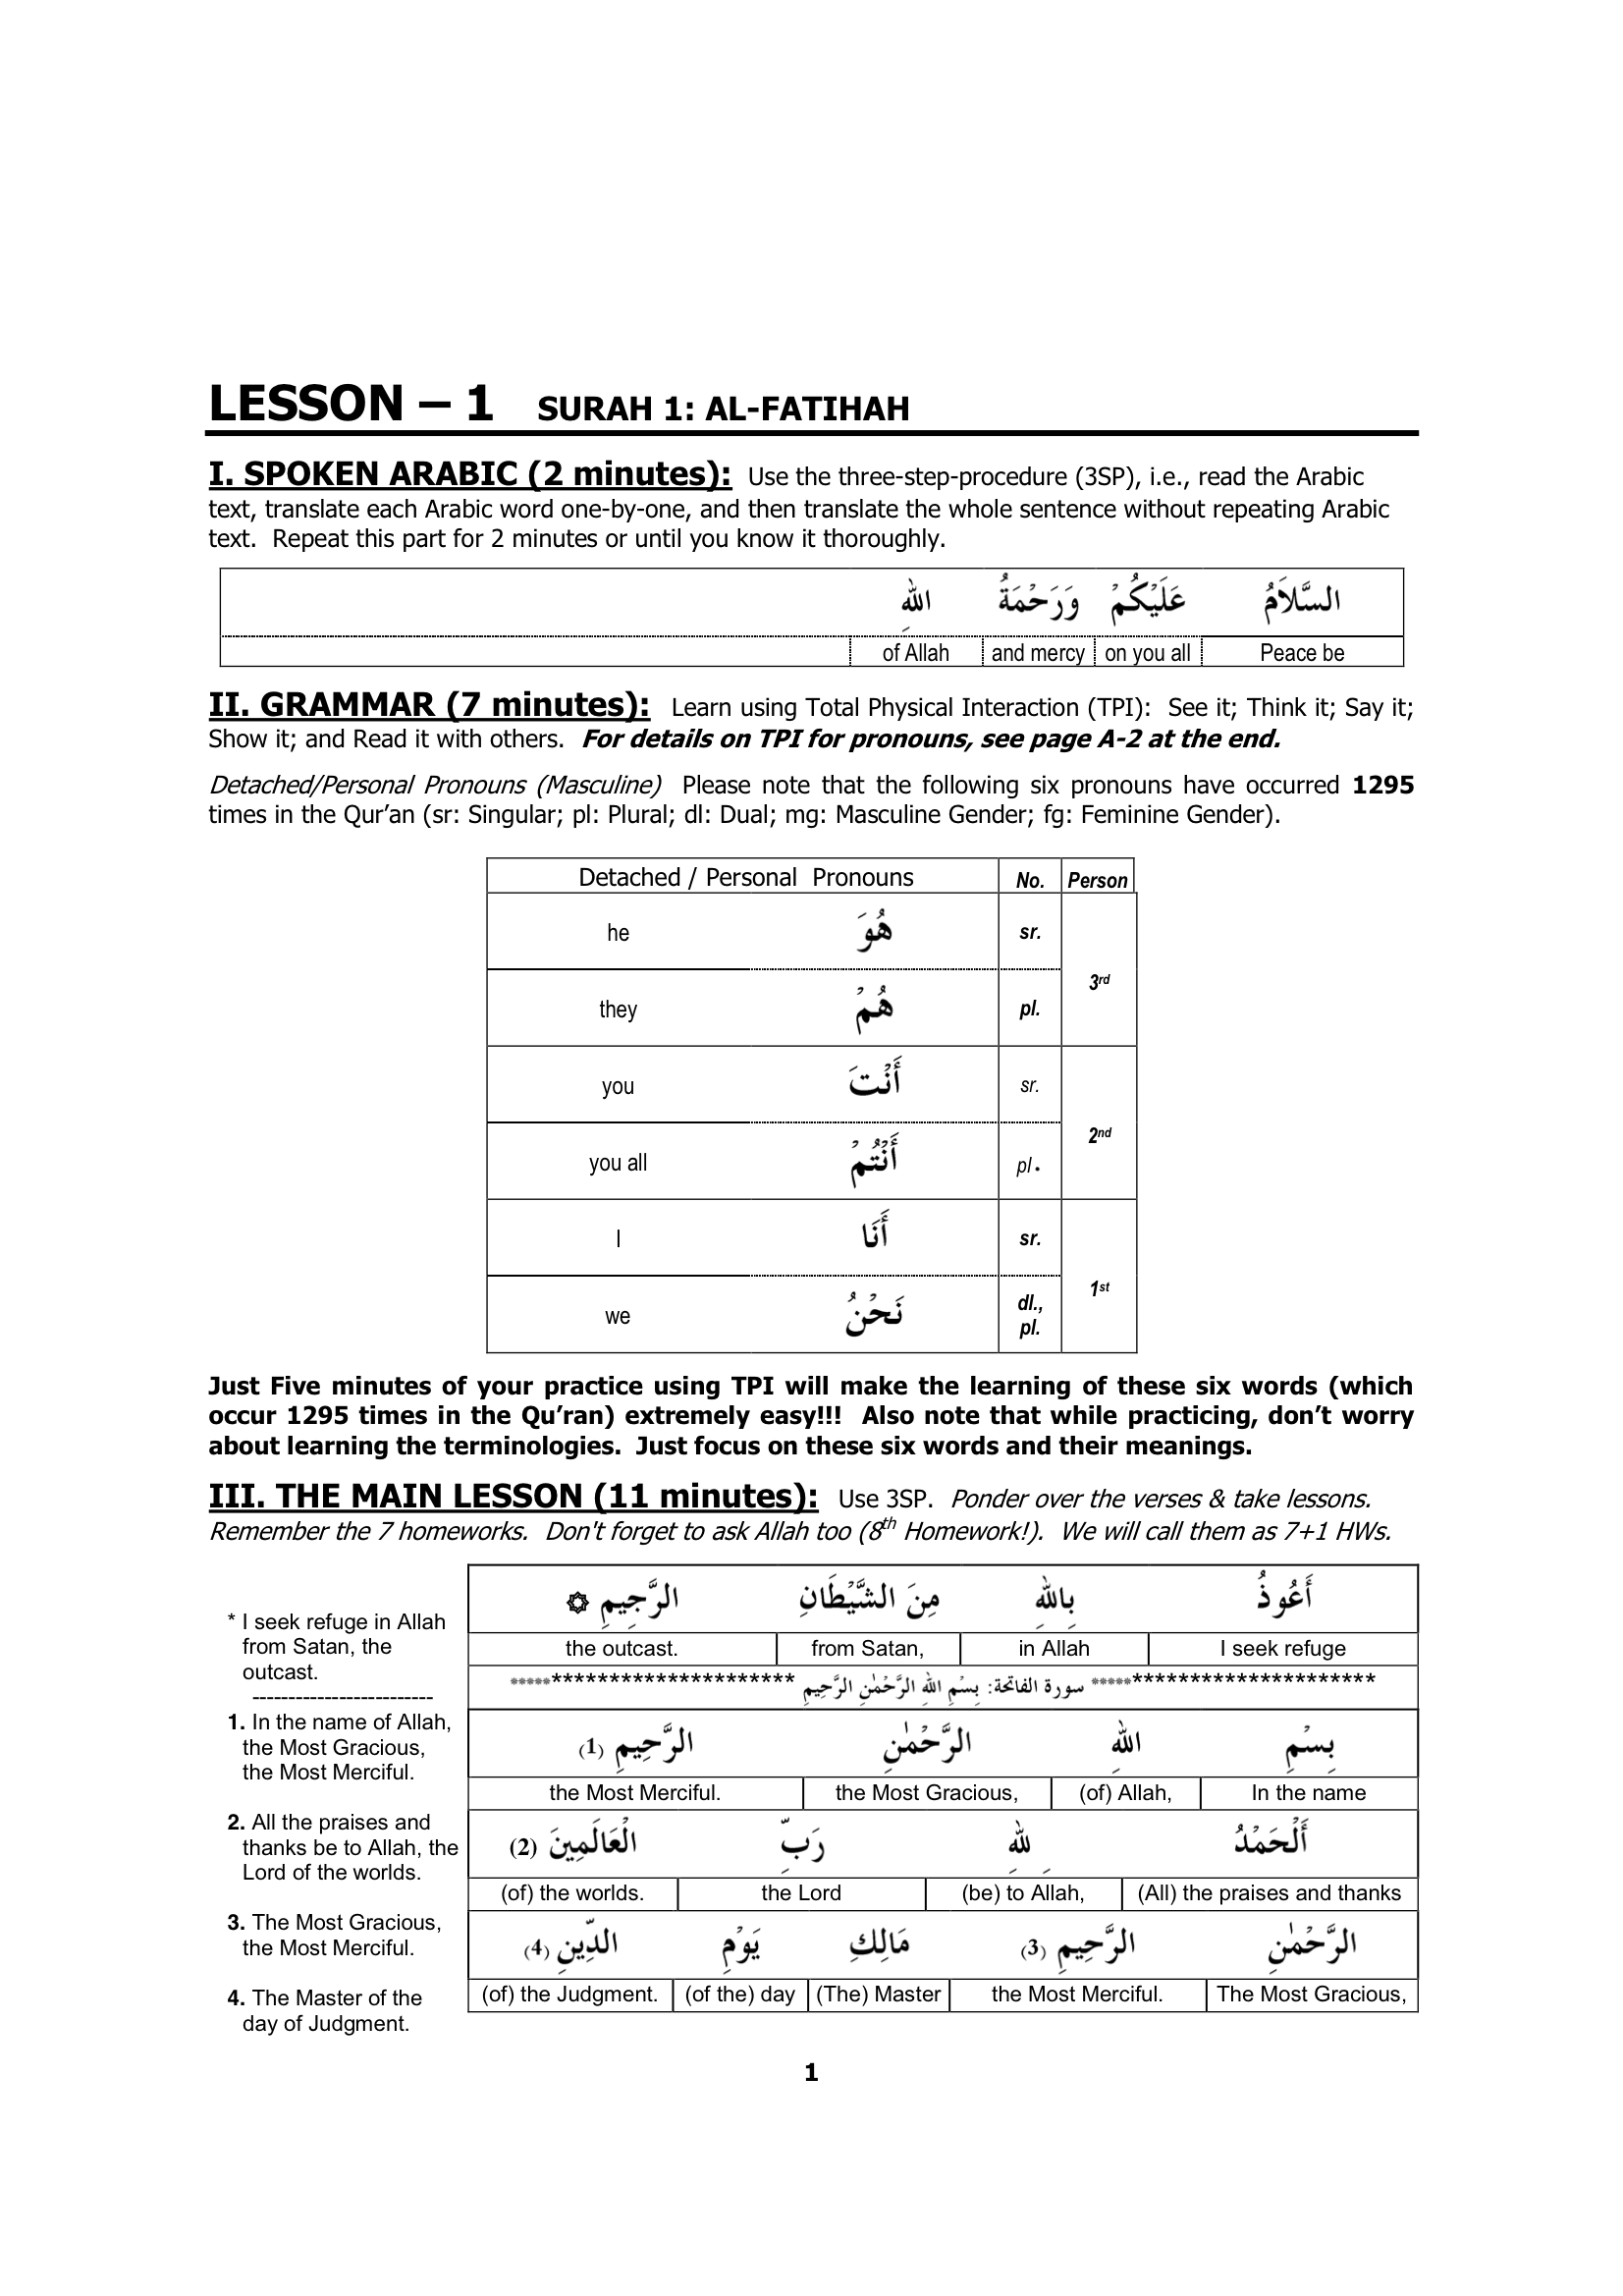 LESSON – 1 SURAH 1: AL-FATIHAH
I. SPOKEN ARABIC (2 minutes): Use the three-step-procedure (3SP), i.e., read the Arabic
text, translate each Arabic word one-by-one, and then translate the whole sentence without repeating Arabic
text. Repeat this part for 2 minutes or until you know it thoroughly.
السَّلاَمُ عَلَيْكُمْ وَرَحْمَةُ اللهِ
of Allah and mercy on you all Peace be
II. GRAMMAR (7 minutes): Learn using Total Physical Interaction (TPI): See it; Think it; Say it;
Show it; and Read it with others. For details on TPI for pronouns, see page A-2 at the end.
Detached/Personal Pronouns (Masculine) Please note that the following six pronouns have occurred 1295
times in the Qur’an (sr: Singular; pl: Plural; dl: Dual; mg: Masculine Gender; fg: Feminine Gender).
Detached / Personal Pronouns No. Person
he هُوَ sr.
3rd
they هُمْ pl.
you أَنْتَ sr.
2nd
you all أَنْتُمْ pl.
I أَنَا sr.
1st
we نَحْنُ dl.,
pl.
Just Five minutes of your practice using TPI will make the learning of these six words (which
occur 1295 times in the Qu’ran) extremely easy!!! Also note that while practicing, don’t worry
about learning the terminologies. Just focus on these six words and their meanings.
III. THE MAIN LESSON (11 minutes): Use 3SP. Ponder over the verses & take lessons.
Remember the 7 homeworks. Don't forget to ask Allah too (8th Homework!). We will call them as 7+1 HWs.
* I seek refuge in Allah
from Satan, the
outcast.
-------------------------
1. In the name of Allah,
the Most Gracious,
the Most Merciful.
2. All the praises and
thanks be to Allah, the
Lord of the worlds.
3. The Most Gracious,
the Most Merciful.
4. The Master of the
day of Judgment.
أَعُوذُ بِاللهِ مِنَ الشَّيْطَانِ الرَّجِيمِ ۞
the outcast. from Satan, in Allah I seek refuge
************************** سورة الفاتحة: بِسْمِ اللهِ الرَّحْمٰنِ الرَّحِيمِ **************************
بِسْمِ اللهِ الرَّحْمٰنِ الرَّحِيمِ (1)
the Most Merciful. the Most Gracious, (of) Allah, In the name
أَلْحَمْدُ لِلّٰهِ رَبِّ الْعَالَمِينَ (2)
(of) the worlds. the Lord (be) to Allah, (All) the praises and thanks
الرَّحْمٰنِ الرَّحِيمِ (3) مَالِكِ يَوْمِ الدِّينِ (4)
(of) the Judgment. (of the) day (The) Master the Most Merciful. The Most Gracious,
1